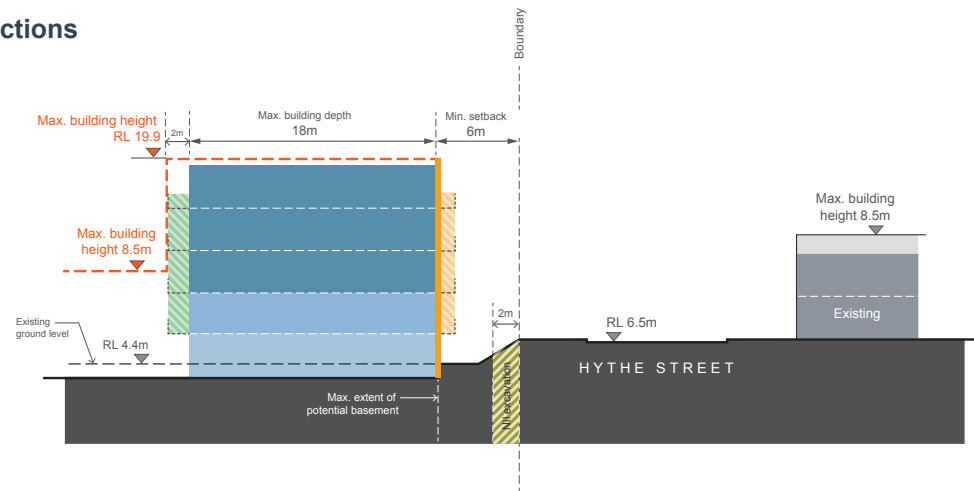 ctions
Boundary
Max. building height
RL 19.9
2m
Max. building depth
18m
Min. setback
6m
Max. building
height 8.5m
Max. building
height 8.5m
Existing
ground level
RL 4.4m
2m
RL 6.5m
Existing
HYTHE STREET
Nil excavation
Max. extent of
potential basement